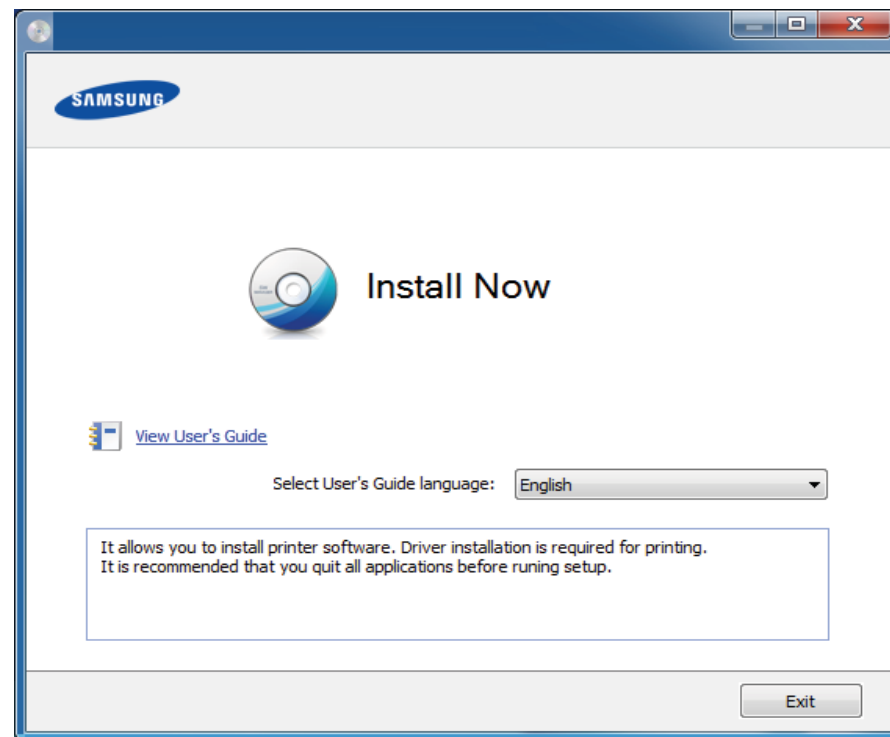 SAMSUNG
Install Now
View User's Guide
Select User's Guide language: English
It allows you to install printer software. Driver installation is required for printing.
It is recommended that you quit all applications before runing setup.
Exit